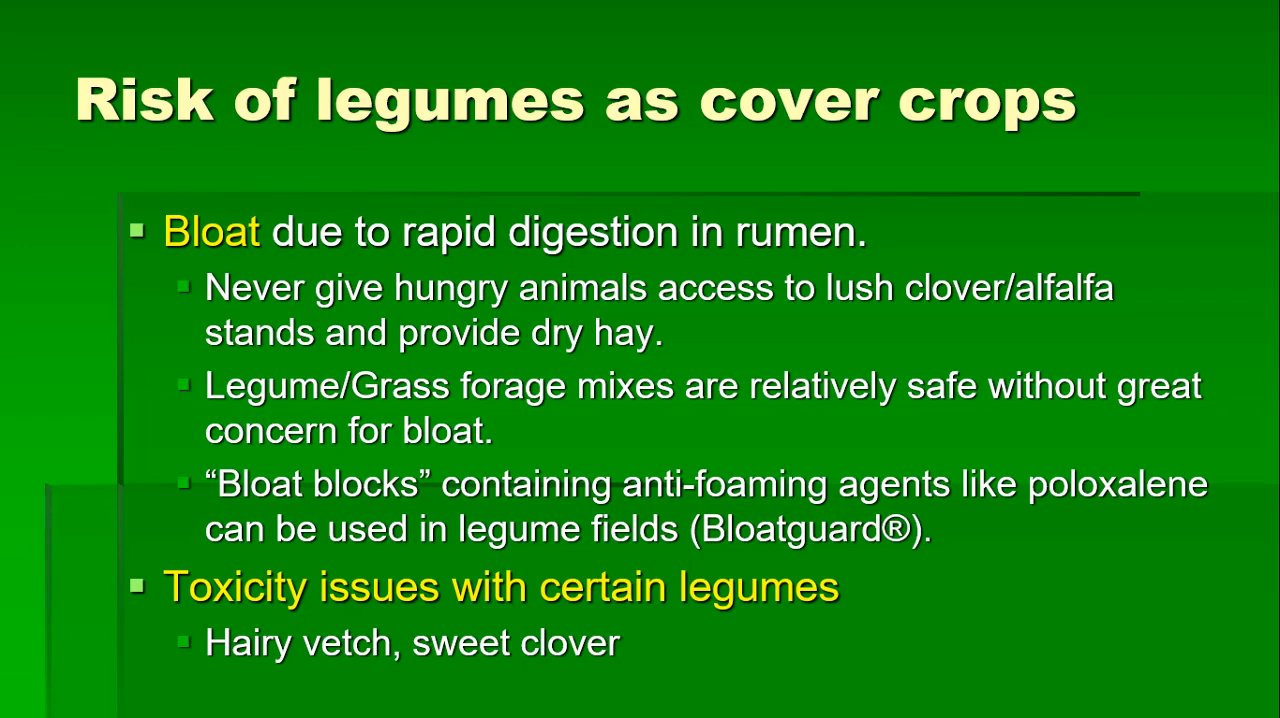 Risk of legumes as cover crops
Bloat due to rapid digestion in rumen.
Never give hungry animals access to lush clover/alfalfa
stands and provide dry hay.
Legume/Grass forage mixes are relatively safe without great
concern for bloat.
“Bloat blocks” containing anti-foaming agents like poloxalene
can be used in legume fields (Bloatguard®).
Toxicity issues with certain legumes
Hairy vetch, sweet clover